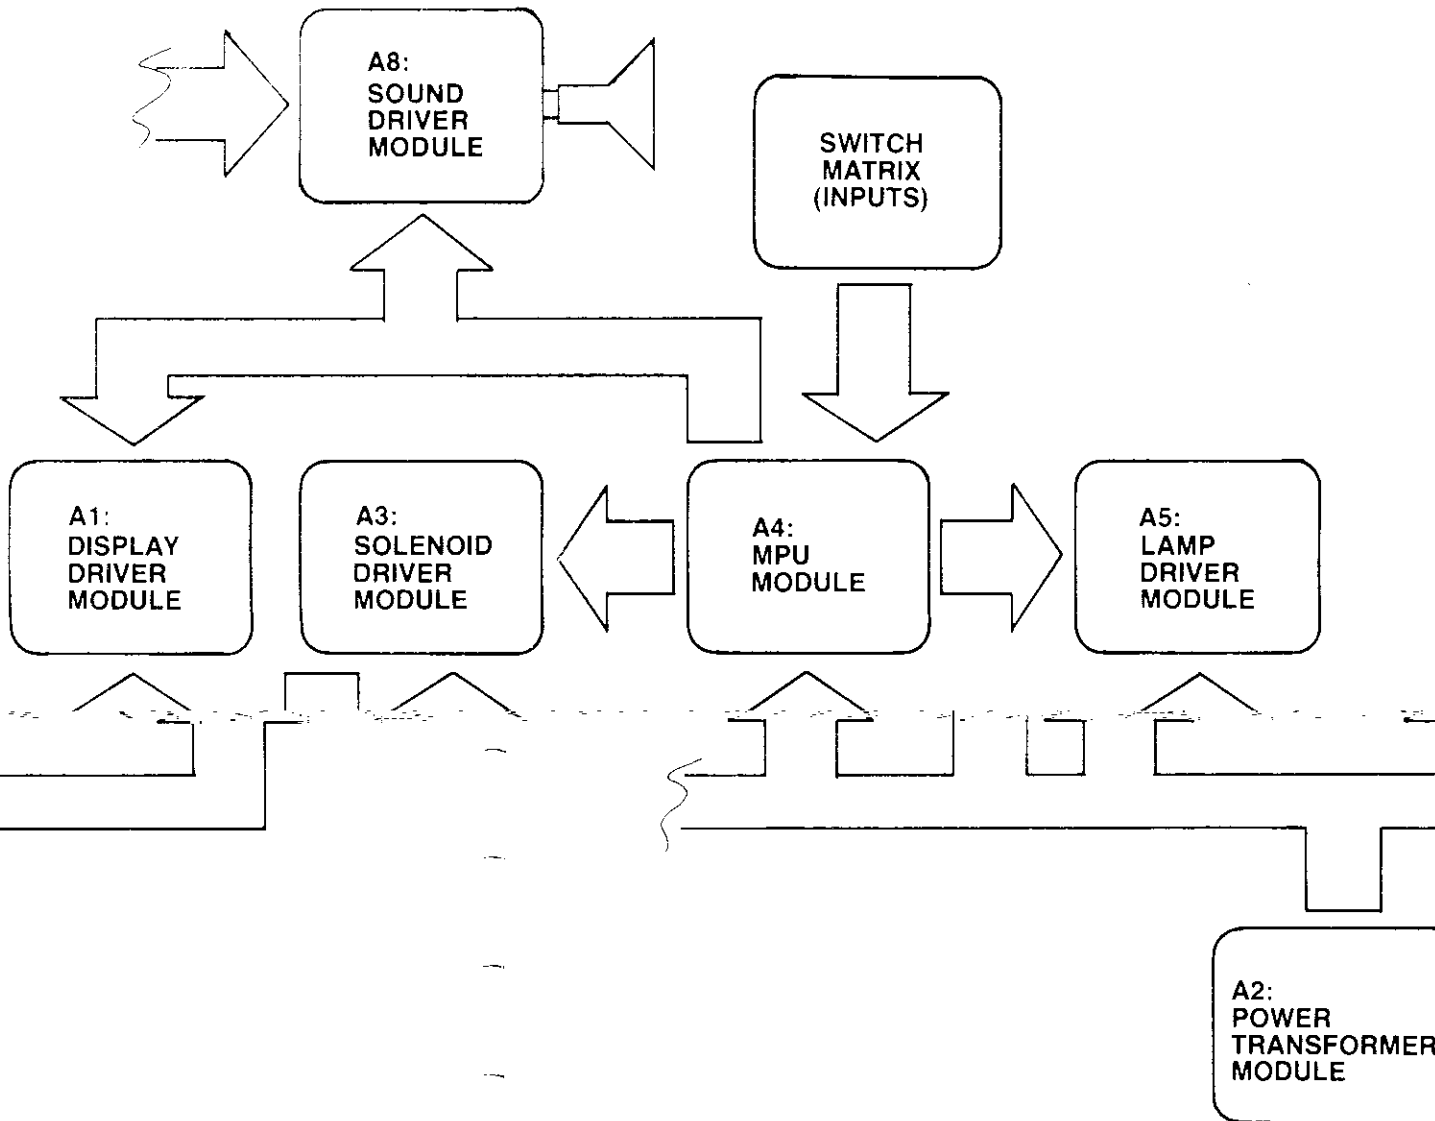 A8:
SOUND
DRIVER
MODULE
SWITCH
MATRIX
(INPUTS)
A1:
DISPLAY
DRIVER
MODULE
A3:
SOLENOID
DRIVER
MODULE
A4:
MPU
MODULE
A5:
LAMP
DRIVER
MODULE
A2:
POWER
TRANSFORMER
MODULE